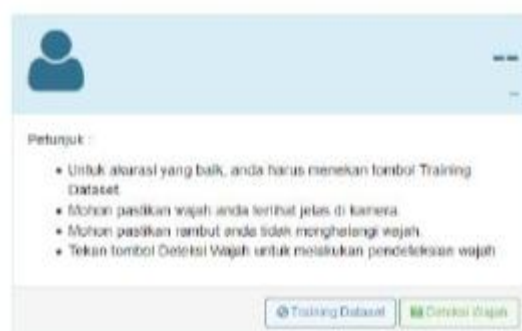 --
--
Petunjuk :
• Untuk akurasi yang baik, anda harus menekan tombol Training
Dataset
• Mohon pastikan wajah anda terlihat jelas di kamera
• Mohon pastikan rambut anda tidak menghalangi wajah.
• Tekan tombol Deteksi Wajah untuk melakukan pendeteksian wajah
Training Dataset Deteksi Wajah